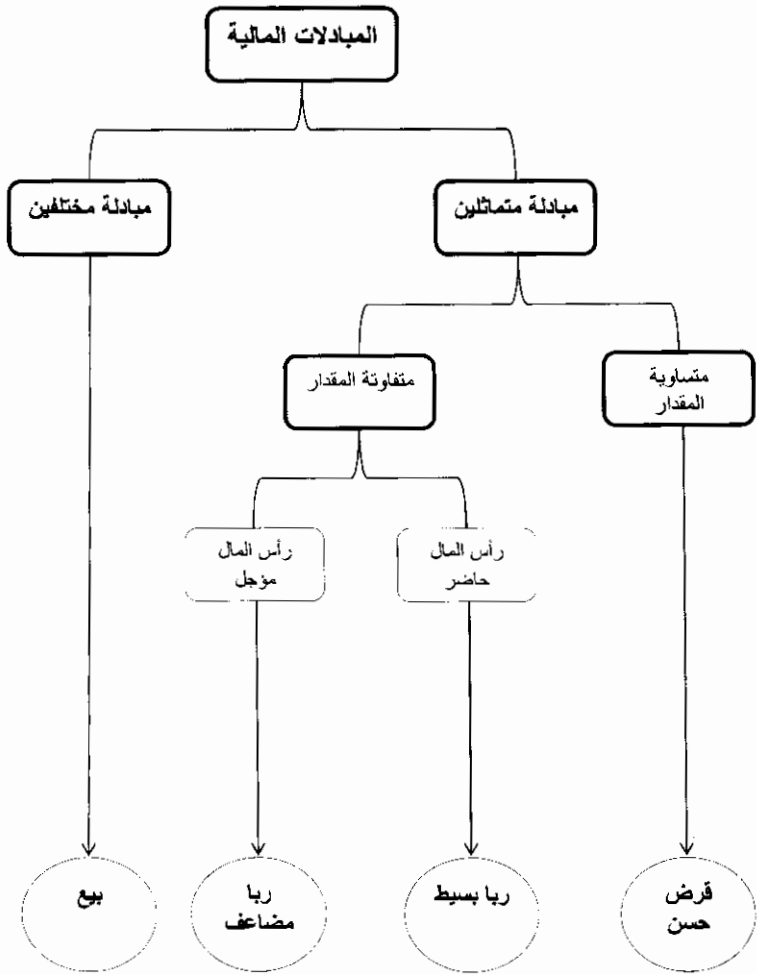 المبادلات المالية
مبادلة متماثلين
مبادلة مختلفين
متساوية
المقدار
متفاوتة المقدار
رأس المال
حاضر
رأس المال
مؤجل
قرض
حسن
ربا بسيط
ربا
مضاعف
بيع